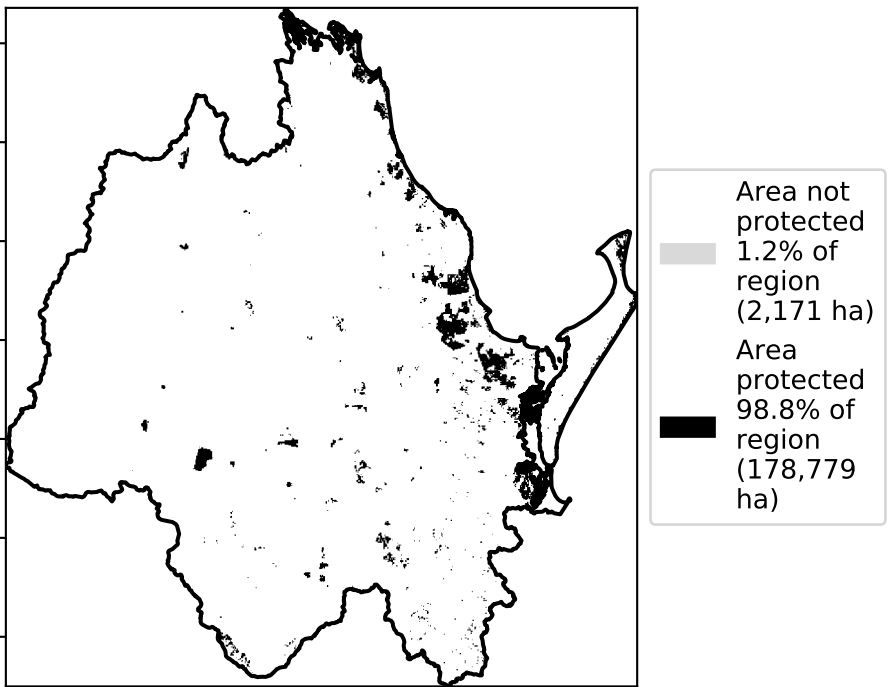 Area not
protected
1.2% of
region
(2,171 ha)
Area
protected
98.8% of
region
(178,779
ha)